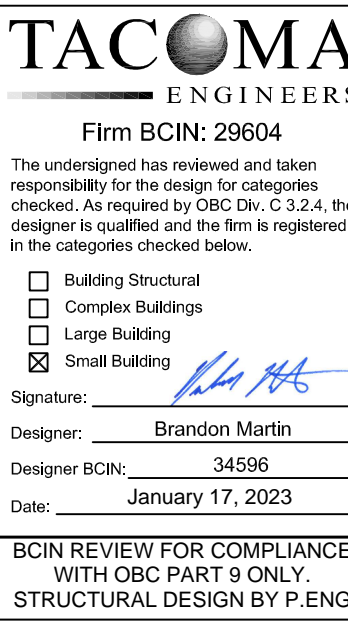 TACOMA
ENGINEERS
Firm BCIN: 29604
The undersigned has reviewed and taken
responsibility for the design for categories
checked. As required by OBC Div. C 3.2.4, the
designer is qualified and the firm is registered
in the categories checked below.
Building Structural
Complex Buildings
Large Building
Small Building
Signature:
Designer: Brandon Martin
Designer BCIN: 34596
Date: January 17, 2023
BCIN REVIEW FOR COMPLIANCE
WITH OBC PART 9 ONLY.
STRUCTURAL DESIGN BY P.ENG